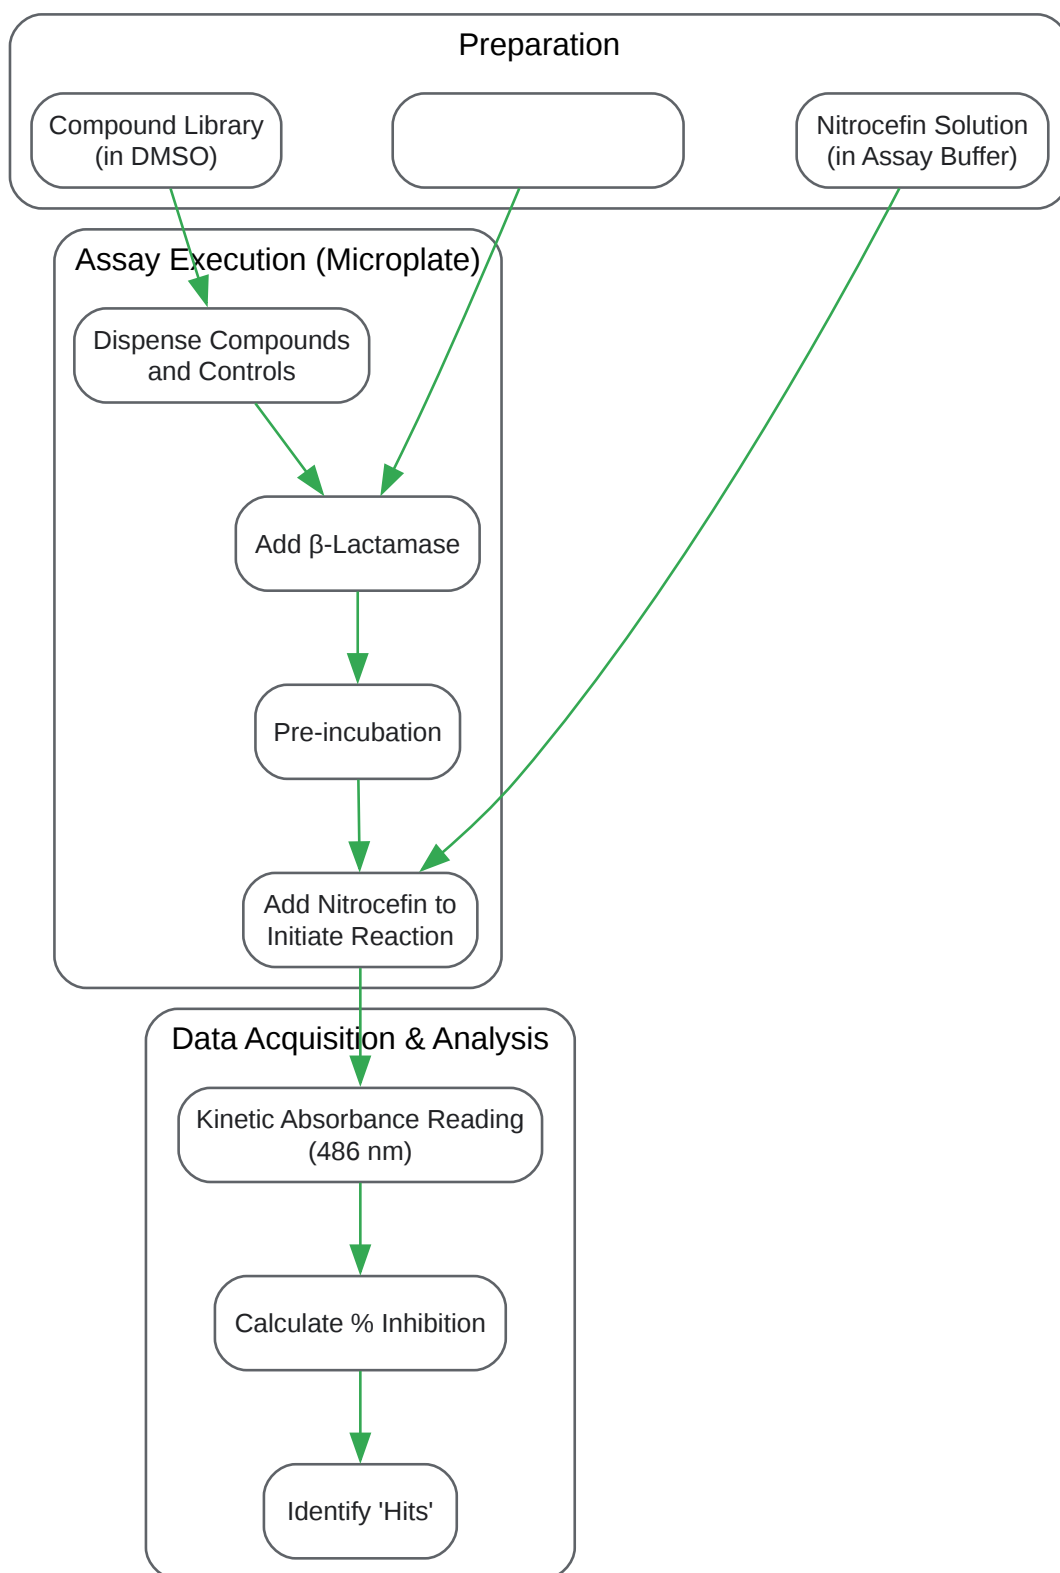 Preparation
Compound Library
(in DMSO)
Nitrocefin Solution
(in Assay Buffer)
Assay Execution (Microplate)
Dispense Compounds
and Controls
Add β-Lactamase
Pre-incubation
Add Nitrocefin to
Initiate Reaction
Data Acquisition & Analysis
Kinetic Absorbance Reading
(486 nm)
Calculate % Inhibition
Identify 'Hits'